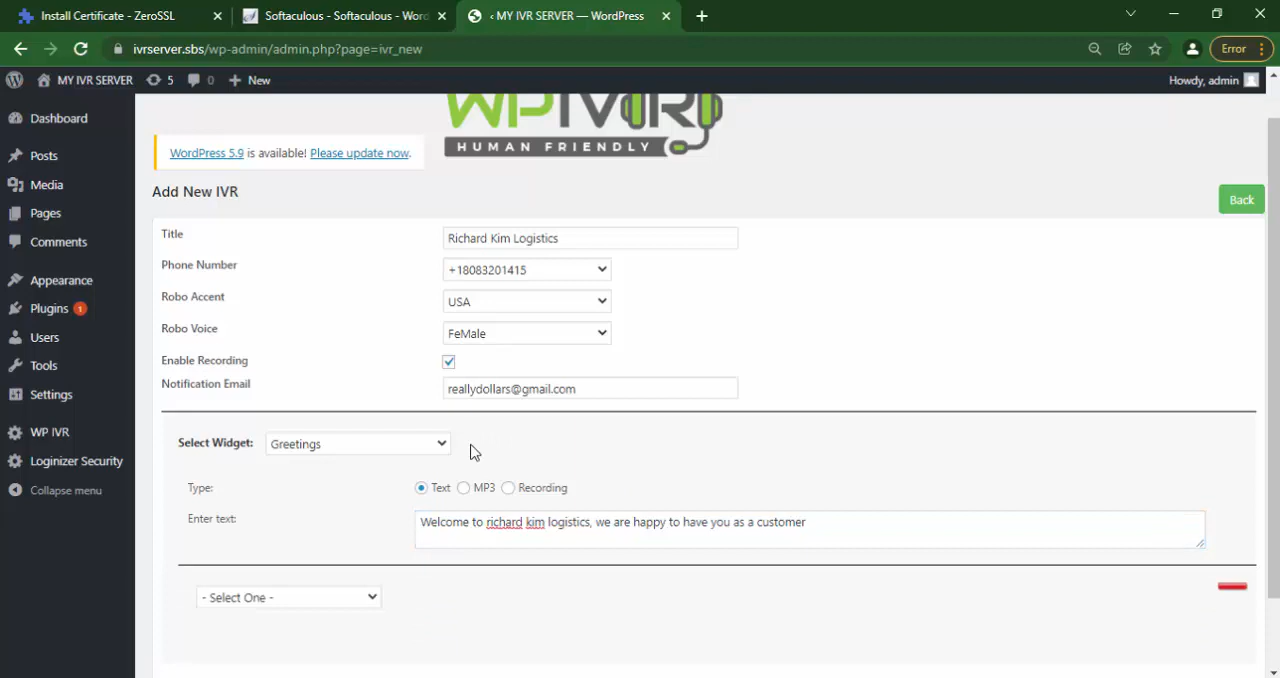 Install Certificate - ZeroSSL
Softaculous - Softaculous - Word
‹ MY IVR SERVER — WordPress
ivrserver.sbs/wp-admin/admin.php?page=ivr_new
Error
MY IVR SERVER 5 0 New
Howdy, admin
WPIVR
HUMAN FRIENDLY
Dashboard
Posts
Media
Pages
Comments
Appearance
Plugins 1
Users
Tools
Settings
WP IVR
Loginizer Security
Collapse menu
WordPress 5.9 is available! Please update now.
Add New IVR
Back
Title
Richard Kim Logistics
Phone Number
+18083201415
Robo Accent
USA
Robo Voice
FeMale
Enable Recording
Notification Email
reallydollars@gmail.com
Select Widget: Greetings
Type: Text MP3 Recording
Enter text: Welcome to richard kim logistics, we are happy to have you as a customer
- Select One -